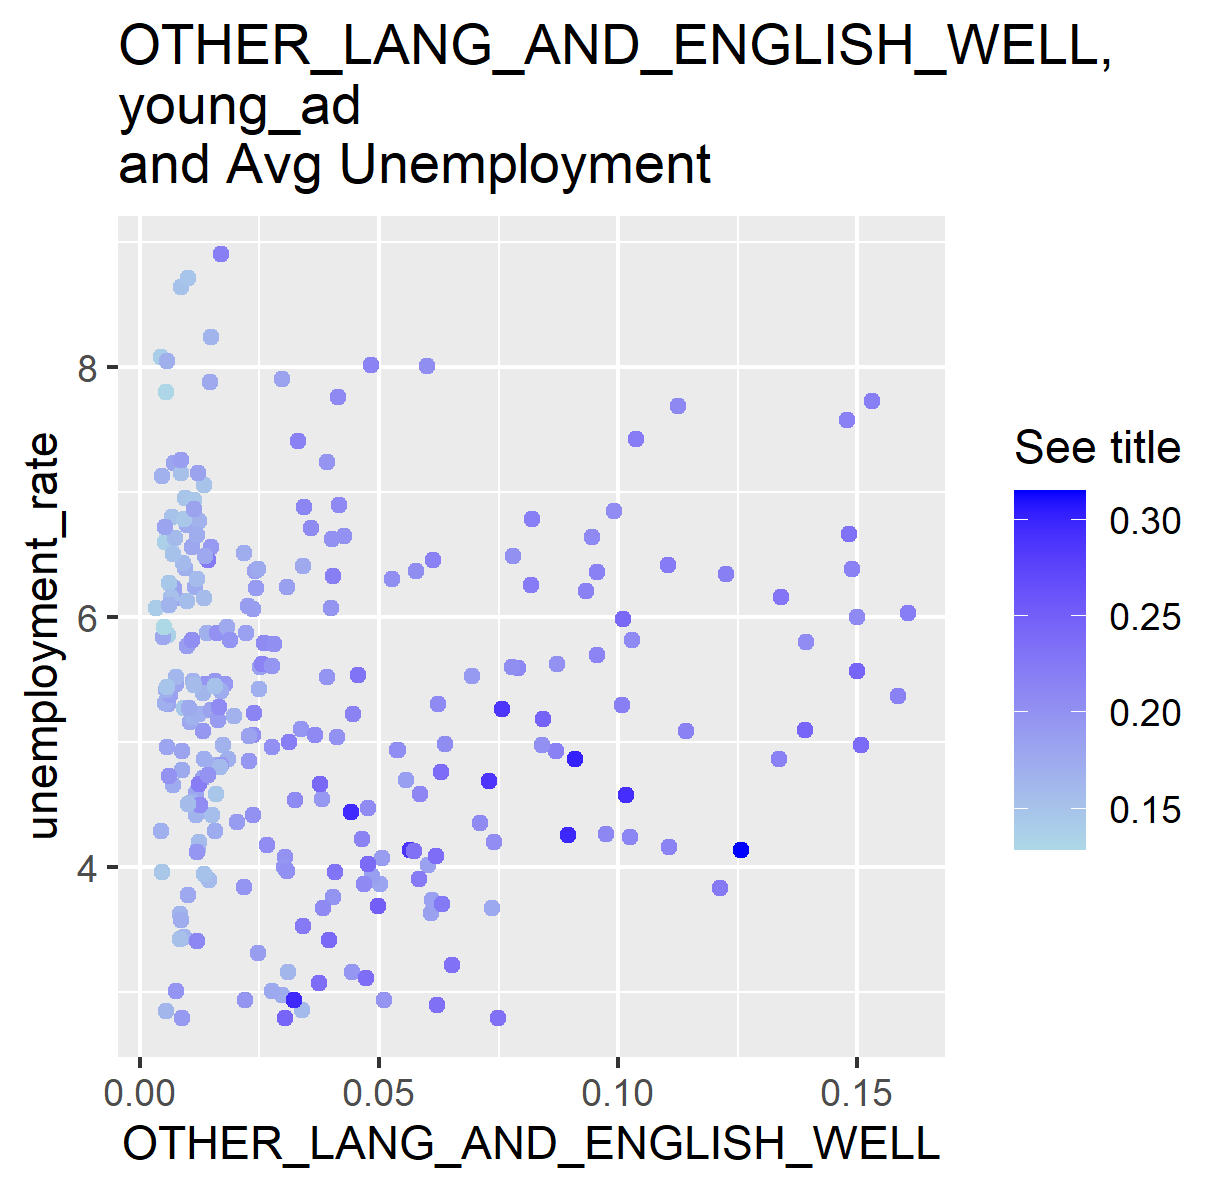 OTHER_LANG_AND_ENGLISH_WELL,
young_ad
and Avg Unemployment
unemployment_rate
8
6
4
0.00 0.05 0.10 0.15
OTHER_LANG_AND_ENGLISH_WELL
See title
0.30
0.25
0.20
0.15